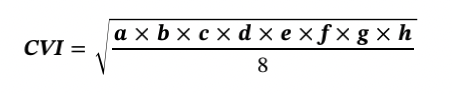 CVI = √((a × b × c × d × e × f × g × h) / 8)